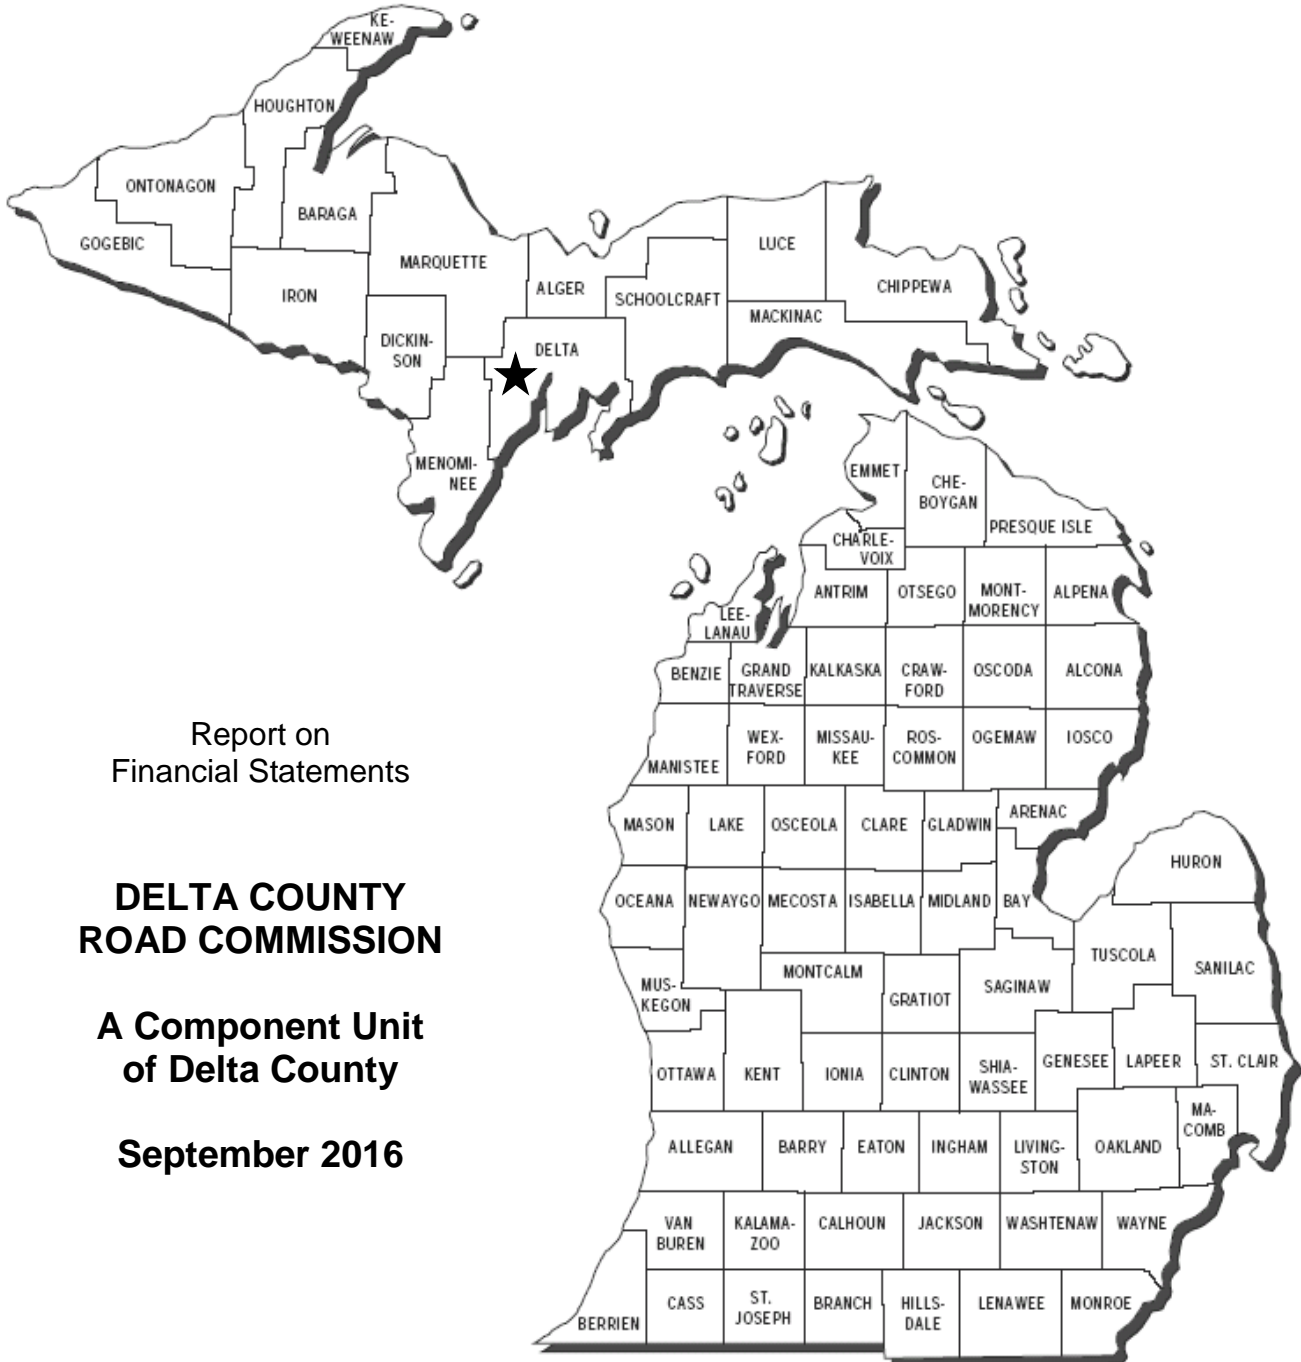 KE-
WEENAW
HOUGHTON
ONTONAGON
BARAGA
GOGEBIC
LUCE
MARQUETTE
CHIPPEWA
ALGER
IRON
SCHOOLCRAFT
MACKINAC
DICKIN-
SON
DELTA
MENOMI-
NEE
EMMET
CHE-
BOYGAN
PRESQUE ISLE
CHARLE-
VOIX
ANTRIM
OTSEGO
MONT-
MORENCY
ALPENA
LEE-
LANAU
BENZIE
GRAND
TRAVERSE
KALKASKA
CRAW-
FORD
OSCODA
ALCONA
MANISTEE
WEX-
FORD
MISSAU-
KEE
ROS-
COMMON
OGEMAW
IOSCO
MASON
LAKE
OSCEOLA
CLARE
GLADWIN
ARENAC
HURON
OCEANA
NEWAYGO
MECOSTA
ISABELLA
MIDLAND
BAY
TUSCOLA
SANILAC
MUS-
KEGON
MONTCALM
GRATIOT
SAGINAW
OTTAWA
KENT
IONIA
CLINTON
SHIA-
WASSEE
GENESEE
LAPEER
ST. CLAIR
ALLEGAN
BARRY
EATON
INGHAM
LIVING-
STON
OAKLAND
MA-
COMB
VAN
BUREN
KALAMA-
ZOO
CALHOUN
JACKSON
WASHTENAW
WAYNE
BERRIEN
CASS
ST.
JOSEPH
BRANCH
HILLS-
DALE
LENAWEE
MONROE
Report on
Financial Statements
DELTA COUNTY
ROAD COMMISSION
A Component Unit
of Delta County
September 2016